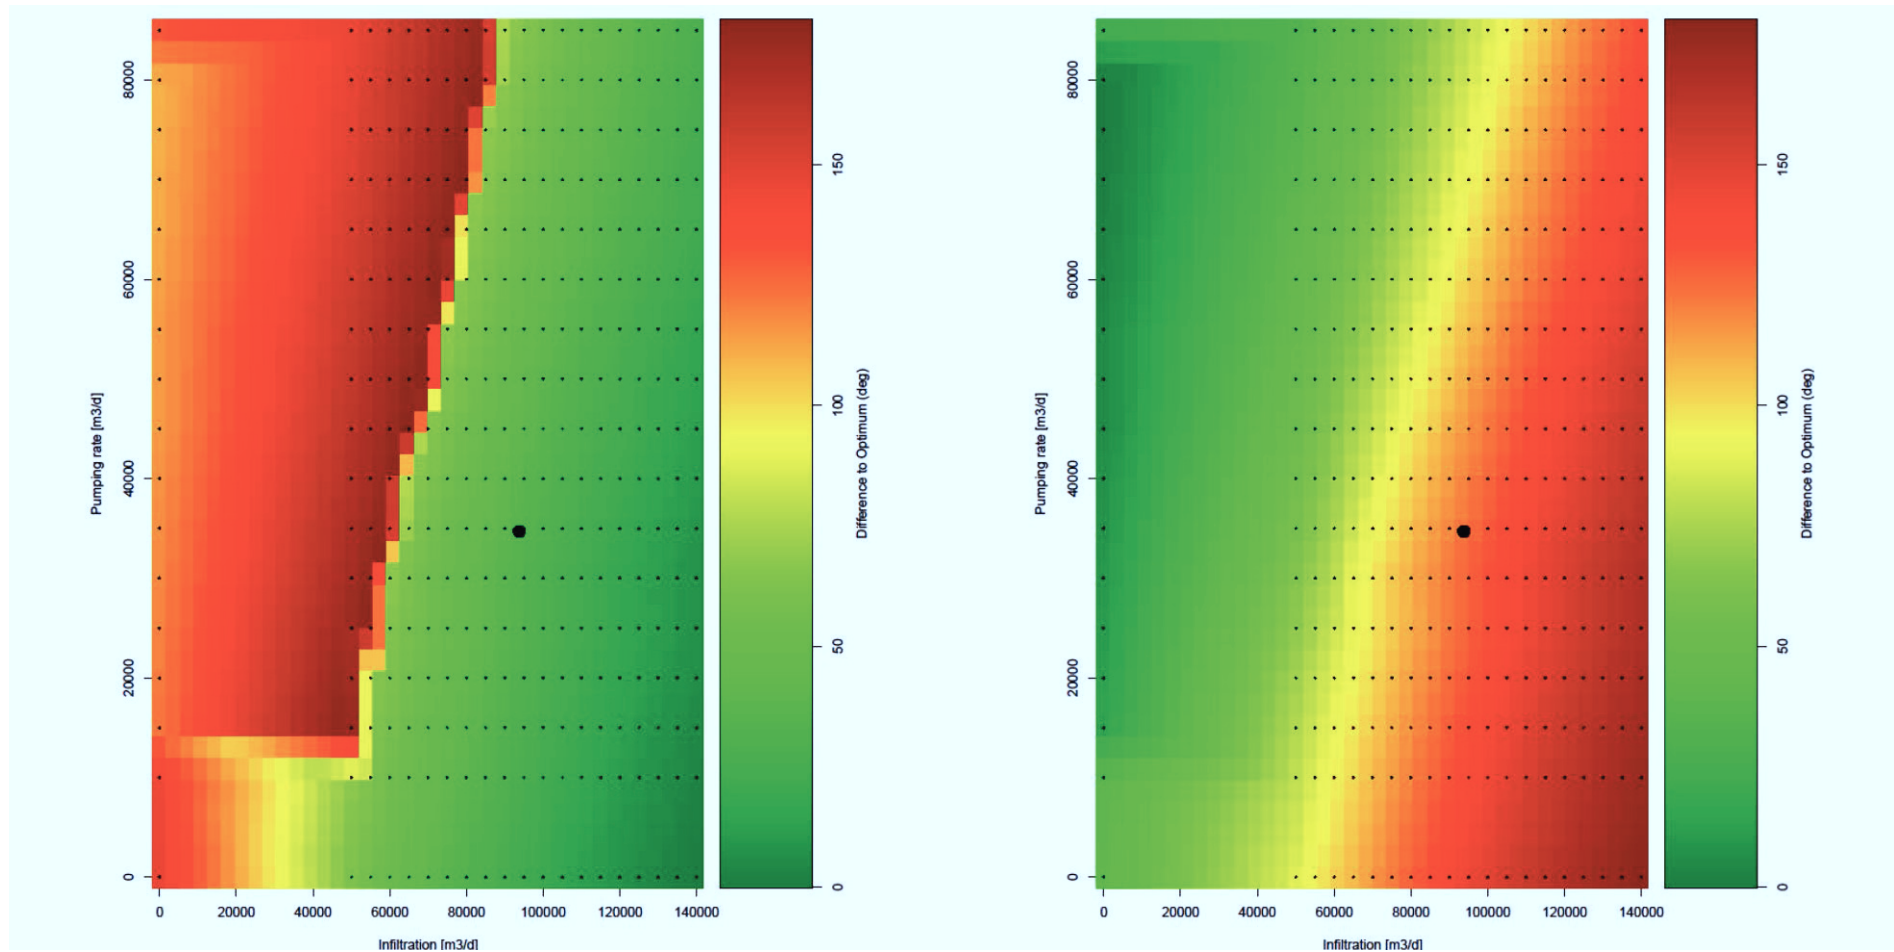 80000
60000
40000
20000
0
Pumping rate [m3/d]
0 20000 40000 60000 80000 100000 120000 140000
Infiltration [m3/d]
150
100
50
0
Difference to Optimum (deg)
80000
60000
40000
20000
0
Pumping rate [m3/d]
0 20000 40000 60000 80000 100000 120000 140000
Infiltration [m3/d]
150
100
50
0
Difference to Optimum (deg)